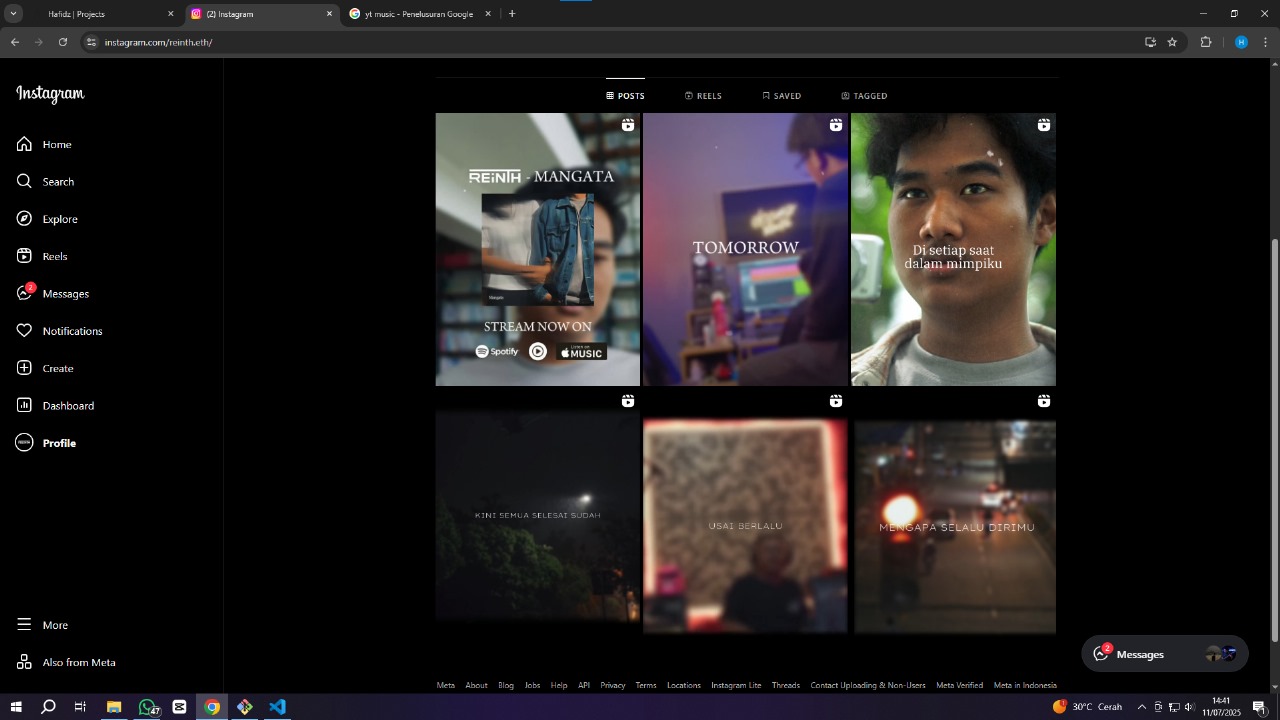 Hafidz | Projects
(2) Instagram
yt music - Penelusuran Google
instagram.com/reinth.eth/
H
Instagram
Home
Search
Explore
Reels
2
Messages
Notifications
Create
Dashboard
Profile
More
Also from Meta
POSTS
REELS
SAVED
TAGGED
REINTH - MANGATA
Mangata
STREAM NOW ON
Spotify
Listen on
MUSIC
TOMORROW
Di setiap saat
dalam mimpiku
KINI SEMUA SELESAI SUDAH
USAI BERLALU
MENGAPA SELALU DIRIMU
2
Messages
Meta About Blog Jobs Help API Privacy Terms Locations Instagram Lite Threads Contact Uploading & Non-Users Meta Verified Meta in Indonesia
47
30°C Cerah
14:41
11/07/2025